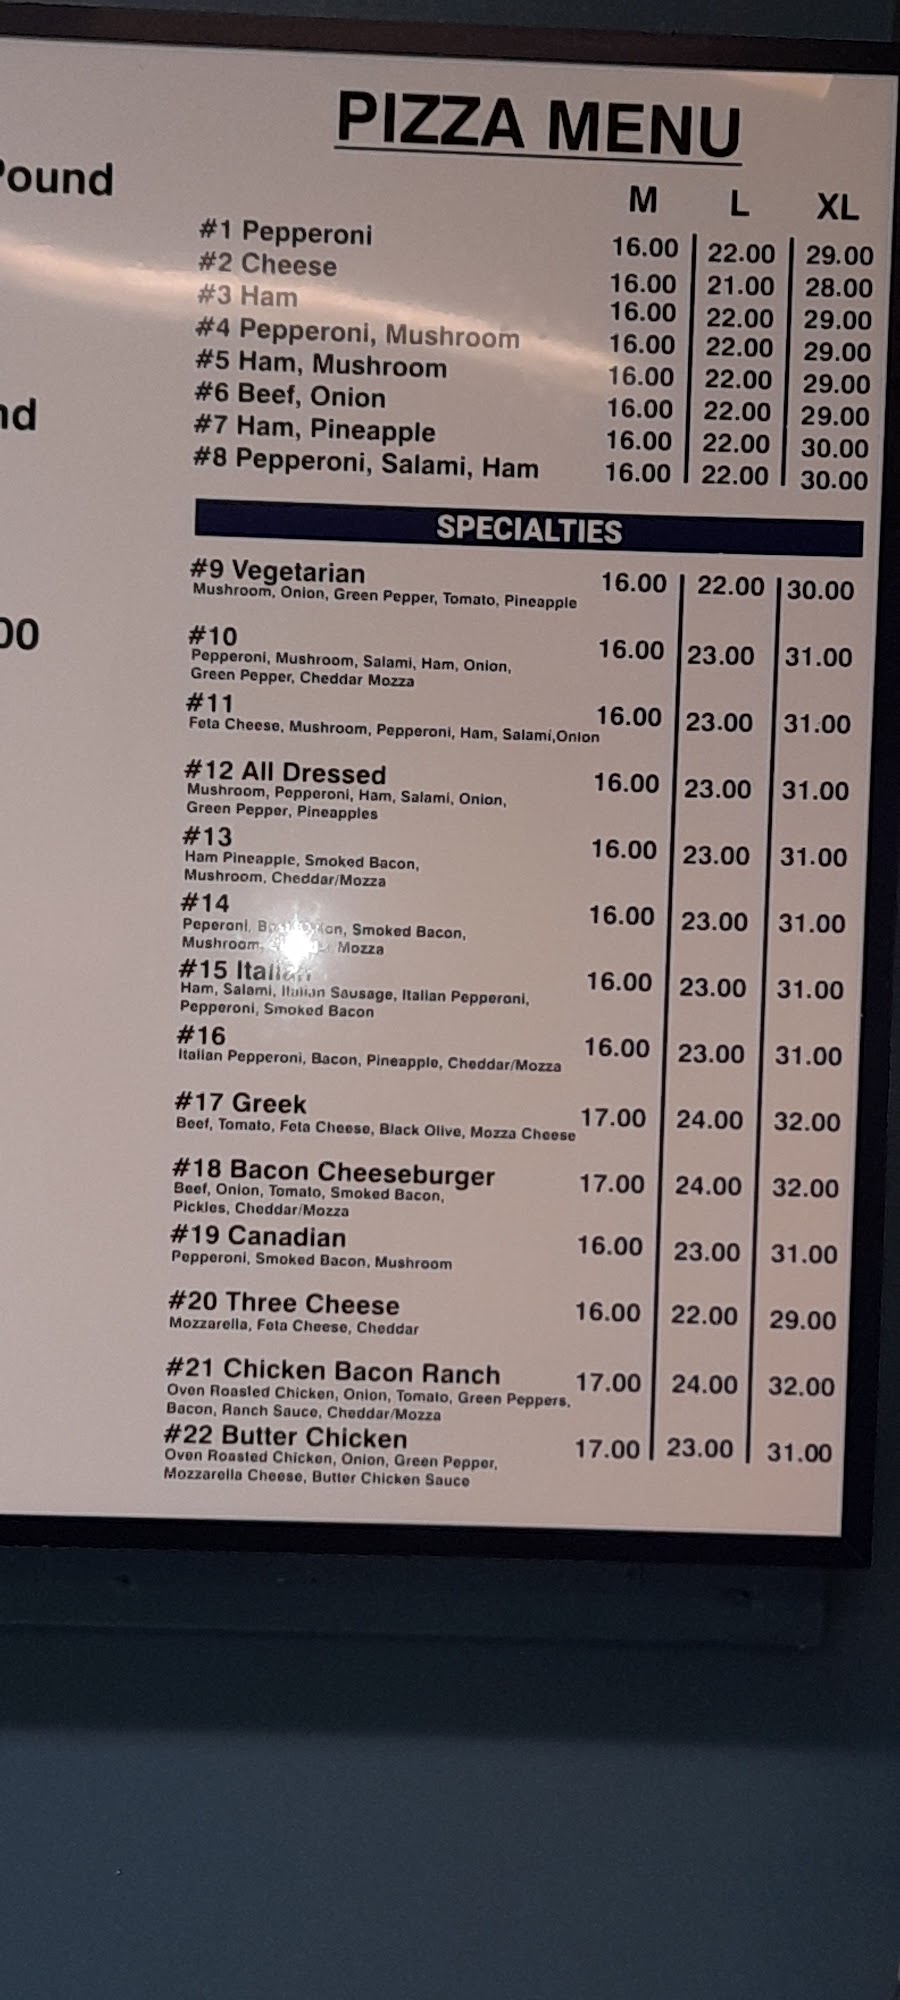 Pound
nd
00
PIZZA MENU
M L XL
#1 Pepperoni 16.00 22.00 29.00
#2 Cheese 16.00 21.00 28.00
#3 Ham 16.00 22.00 29.00
#4 Pepperoni, Mushroom 16.00 22.00 29.00
#5 Ham, Mushroom 16.00 22.00 29.00
#6 Beef, Onion 16.00 22.00 29.00
#7 Ham, Pineapple 16.00 22.00 30.00
#8 Pepperoni, Salami, Ham 16.00 22.00 30.00
SPECIALTIES
#9 Vegetarian 16.00 22.00 30.00
Mushroom, Onion, Green Pepper, Tomato, Pineapple
#10 16.00 23.00 31.00
Pepperoni, Mushroom, Salami, Ham, Onion,
Green Pepper, Cheddar Mozza
#11 16.00 23.00 31.00
Feta Cheese, Mushroom, Pepperoni, Ham, Salami,Onion
#12 All Dressed 16.00 23.00 31.00
Mushroom, Pepperoni, Ham, Salami, Onion,
Green Pepper, Pineapples
#13 16.00 23.00 31.00
Ham Pineapple, Smoked Bacon,
Mushroom, Cheddar/Mozza
#14 16.00 23.00 31.00
Peperoni, Smoked Bacon,
Mushroom, Mozza
#15 Italian 16.00 23.00 31.00
Ham, Salami, Italian Sausage, Italian Pepperoni,
Pepperoni, Smoked Bacon
#16 16.00 23.00 31.00
Italian Pepperoni, Bacon, Pineapple, Cheddar/Mozza
#17 Greek 17.00 24.00 32.00
Beef, Tomato, Feta Cheese, Black Olive, Mozza Cheese
#18 Bacon Cheeseburger 17.00 24.00 32.00
Beef, Onion, Tomato, Smoked Bacon,
Pickles, Cheddar/Mozza
#19 Canadian 16.00 23.00 31.00
Pepperoni, Smoked Bacon, Mushroom
#20 Three Cheese 16.00 22.00 29.00
Mozzarella, Feta Cheese, Cheddar
#21 Chicken Bacon Ranch 17.00 24.00 32.00
Oven Roasted Chicken, Onion, Tomato, Green Peppers,
Bacon, Ranch Sauce, Cheddar/Mozza
#22 Butter Chicken 17.00 23.00 31.00
Oven Roasted Chicken, Onion, Green Pepper,
Mozzarella Cheese, Butter Chicken Sauce